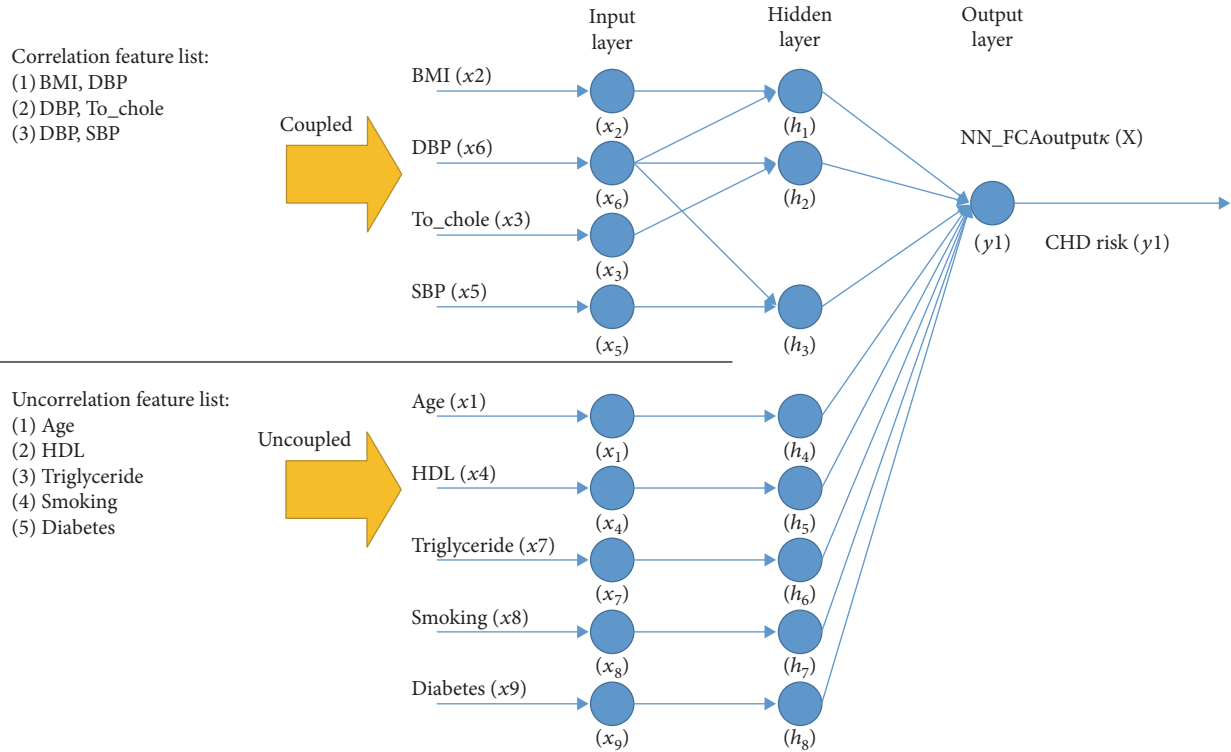 Input
layer
Hidden
layer
Output
layer
Correlation feature list:
(1) BMI, DBP
(2) DBP, To_chole
(3) DBP, SBP
Coupled
BMI (x2)
DBP (x6)
To_chole (x3)
SBP (x5)
(x₂)
(x₆)
(x₃)
(x₅)
(h₁)
(h₂)
(h₃)
NN_FCAoutputκ (X)
(y1)
CHD risk (y1)
Uncorrelation feature list:
(1) Age
(2) HDL
(3) Triglyceride
(4) Smoking
(5) Diabetes
Uncoupled
Age (x1)
HDL (x4)
Triglyceride (x7)
Smoking (x8)
Diabetes (x9)
(x₁)
(x₄)
(x₇)
(x₈)
(x₉)
(h₄)
(h₅)
(h₆)
(h₇)
(h₈)